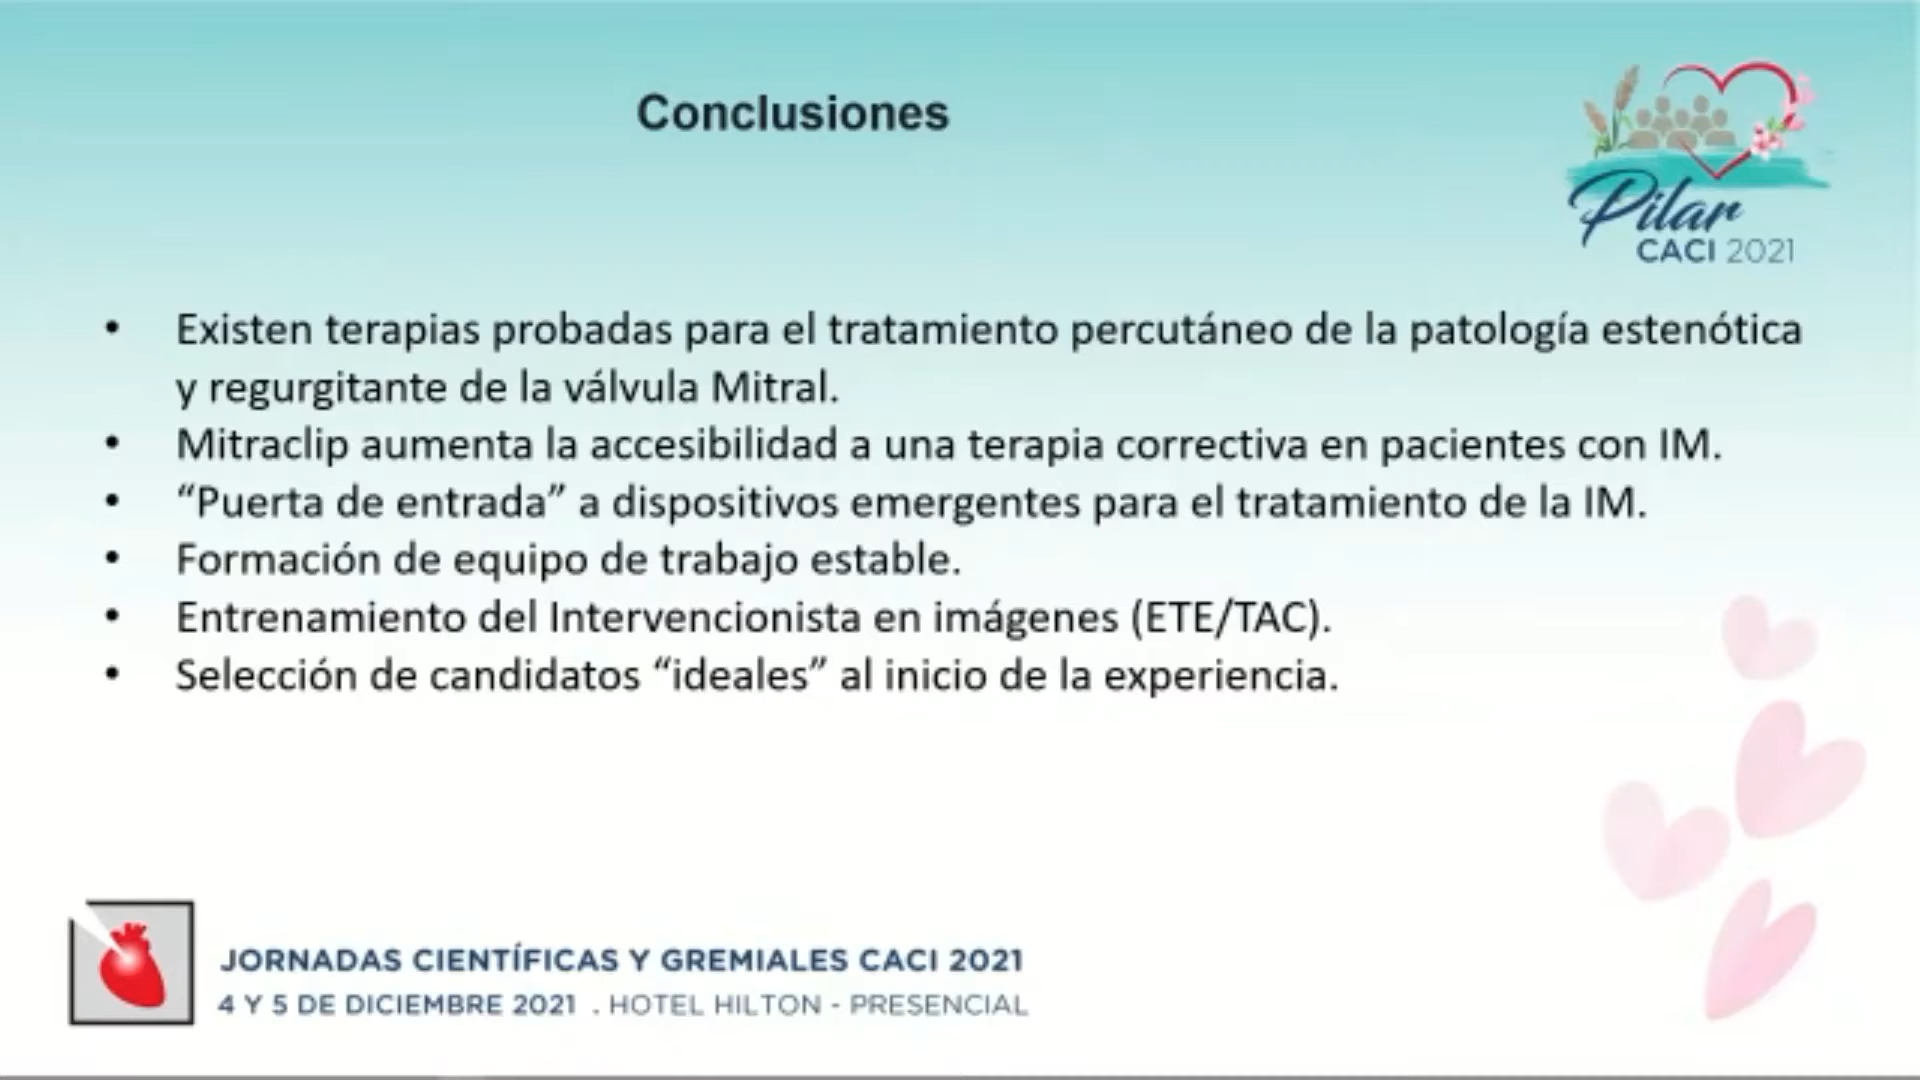 Conclusiones
Pilar
CACI 2021
• Existen terapias probadas para el tratamiento percutáneo de la patología estenótica
y regurgitante de la válvula Mitral.
• Mitraclip aumenta la accesibilidad a una terapia correctiva en pacientes con IM.
• “Puerta de entrada” a dispositivos emergentes para el tratamiento de la IM.
• Formación de equipo de trabajo estable.
• Entrenamiento del Intervencionista en imágenes (ETE/TAC).
• Selección de candidatos “ideales” al inicio de la experiencia.
JORNADAS CIENTÍFICAS Y GREMIALES CACI 2021
4 Y 5 DE DICIEMBRE 2021 . HOTEL HILTON - PRESENCIAL